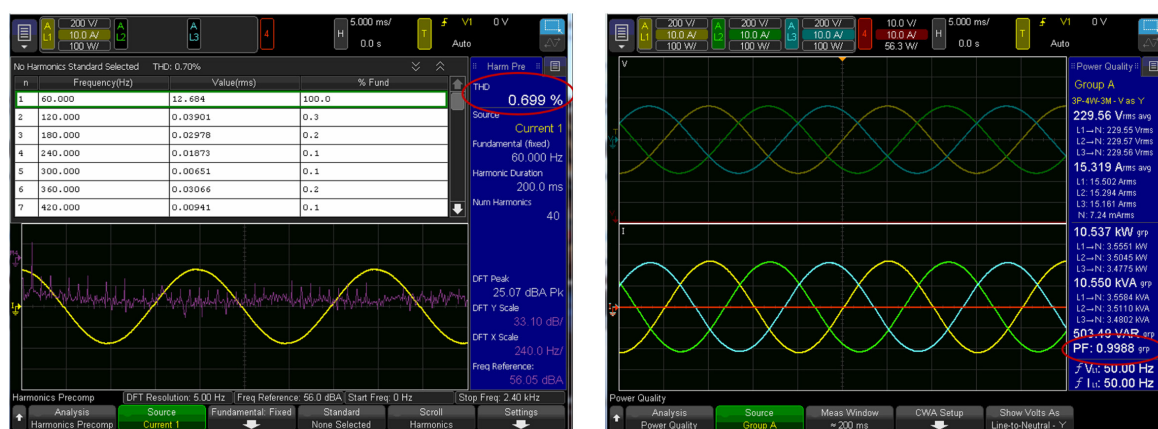 A L1 200 V/ 10.0 A/ 100 W/ A L2 A L3 4 H 5.000 ms/ 0.0 s T V1 0 V Auto
No Harmonics Standard Selected THD: 0.70%
n Frequency(Hz) Value(rms) % Fund
1 60.000 12.684 100.0
2 120.000 0.03901 0.3
3 180.000 0.02978 0.2
4 240.000 0.01873 0.1
5 300.000 0.00651 0.1
6 360.000 0.03066 0.2
7 420.000 0.00941 0.1
Harm Pre
THD
0.699 %
Source
Current 1
Fundamental (fixed)
60.000 Hz
Harmonic Duration
200.0 ms
Num Harmonics
40
DFT Peak
25.07 dBA Pk
DFT Y Scale
33.10 dB/
DFT X Scale
240.0 Hz/
Freq Reference:
56.05 dBA
I
Harmonics Precomp DFT Resolution: 5.00 Hz Freq Reference: 56.0 dBA Start Freq: 0 Hz Stop Freq: 2.40 kHz
Analysis Source Fundamental: Fixed Standard Scroll Settings
Harmonics Precomp Current 1 None Selected Harmonics
A L1 200 V/ 10.0 A/ 100 W/ A L2 200 V/ 10.0 A/ 100 W/ A L3 200 V/ 10.0 A/ 100 W/ 4 10.0 V/ 10.0 A/ 56.3 W/ H 5.000 ms/ 0.0 s T V1 0 V Auto
V
I
Power Quality
Group A
3P-4W-3M - V as Y
229.56 Vrms avg
L1→N: 229.55 Vrms
L2→N: 229.57 Vrms
L3→N: 229.56 Vrms
15.319 Arms avg
L1: 15.502 Arms
L2: 15.294 Arms
L3: 15.161 Arms
N: 7.24 mArms
10.537 kW grp
L1→N: 3.5551 kW
L2→N: 3.5045 kW
L3→N: 3.4775 kW
10.550 kVA grp
L1→N: 3.5584 kVA
L2→N: 3.5110 kVA
L3→N: 3.4802 kVA
503.49 VAR grp
PF: 0.9988 grp
f V L1: 50.00 Hz
f I L1: 50.00 Hz
Power Quality
Analysis Source Meas Window CWA Setup Show Volts As
Power Quality Group A ≈ 200 ms Line-to-Neutral - Y